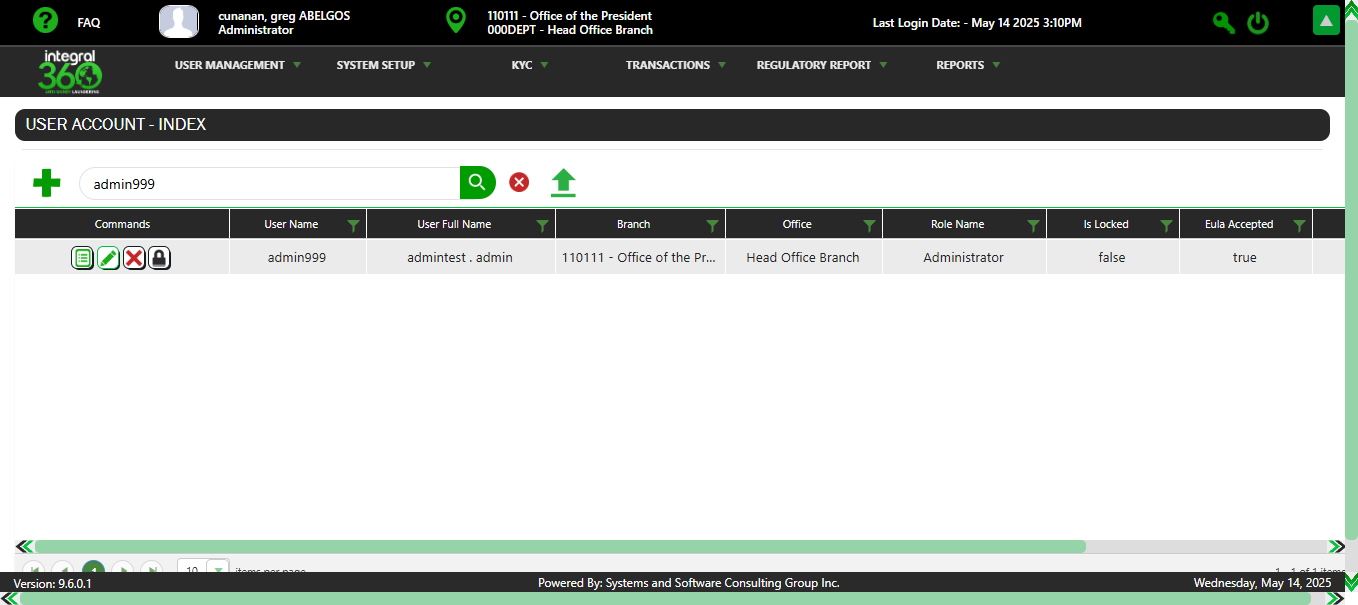 ?
FAQ
cunanan, greg ABELGOS
Administrator
110111 - Office of the President
000DEPT - Head Office Branch
Last Login Date: - May 14 2025 3:10PM
integral
360
USER MANAGEMENT
SYSTEM SETUP
KYC
TRANSACTIONS
REGULATORY REPORT
REPORTS
USER ACCOUNT - INDEX
admin999
Commands
User Name
User Full Name
Branch
Office
Role Name
Is Locked
Eula Accepted
admin999
admintest . admin
110111 - Office of the Pr...
Head Office Branch
Administrator
false
true
1
10
items per page
1 - 1 of 1 items
Version: 9.6.0.1
Powered By: Systems and Software Consulting Group Inc.
Wednesday, May 14, 2025